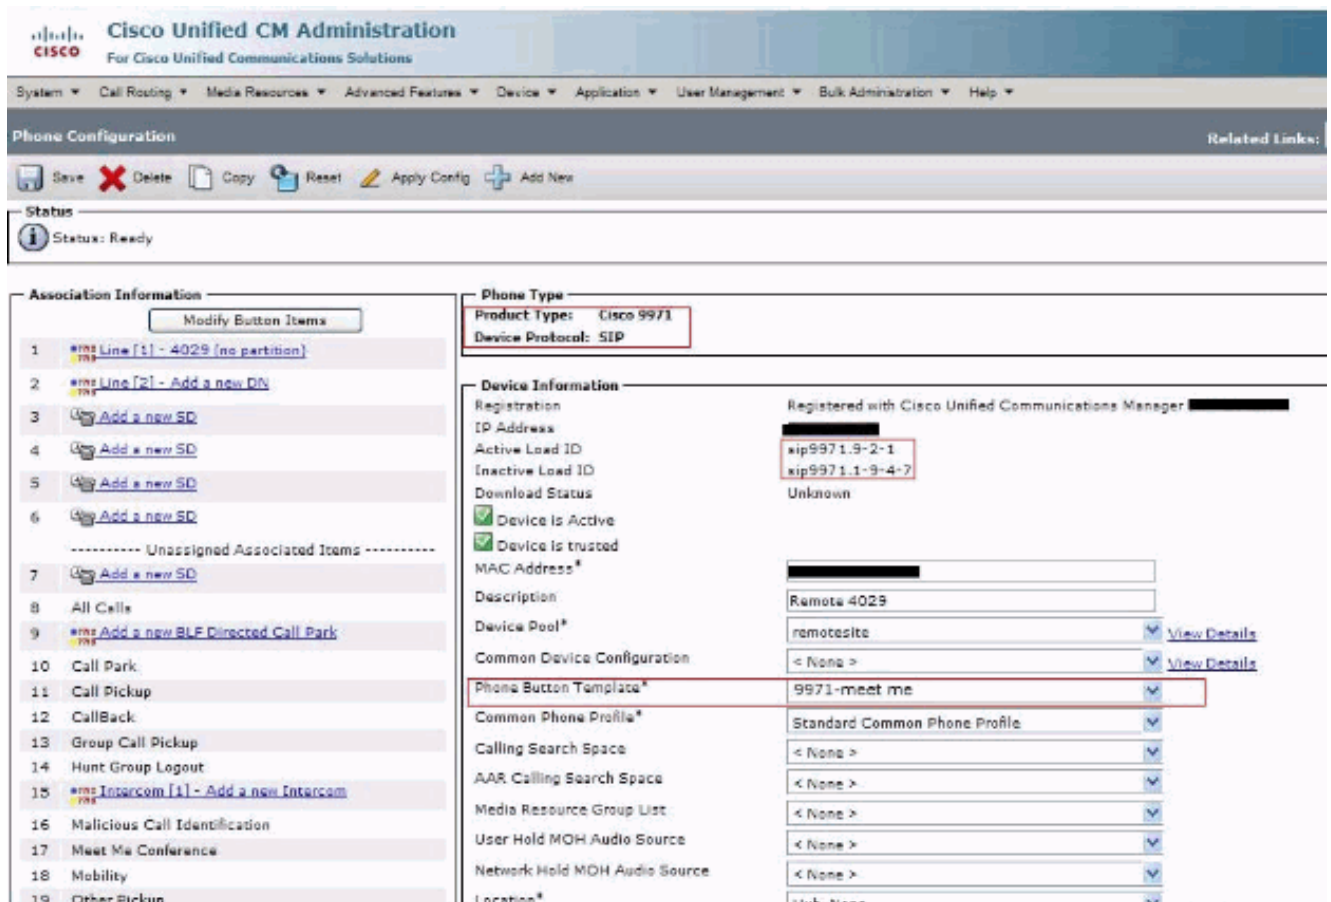 CISCO
Cisco Unified CM Administration
For Cisco Unified Communications Solutions
System Call Routing Media Resources Advanced Features Device Application User Management Bulk Administration Help
Phone Configuration
Related Links:
Save Delete Copy Reset Apply Config Add New
Status
Status: Ready
Association Information
Modify Button Items
1 Line [1] - 4029 (no partition)
2 Line [2] - Add a new DN
3 Add a new SD
4 Add a new SD
5 Add a new SD
6 Add a new SD
---------- Unassigned Associated Items ----------
7 Add a new SD
8 All Calls
9 Add a new BLF Directed Call Park
10 Call Park
11 Call Pickup
12 CallBack
13 Group Call Pickup
14 Hunt Group Logout
15 Intercom [1] - Add a new Intercom
16 Malicious Call Identification
17 Meet Me Conference
18 Mobility
19 Other Pickup
Phone Type
Product Type: Cisco 9971
Device Protocol: SIP
Device Information
Registration Registered with Cisco Unified Communications Manager
IP Address
Active Load ID sip9971.9-2-1
Inactive Load ID sip9971.1-9-4-7
Download Status Unknown
Device is Active
Device is trusted
MAC Address*
Description Remote 4029
Device Pool* remotesite View Details
Common Device Configuration < None > View Details
Phone Button Template* 9971-meet me
Common Phone Profile* Standard Common Phone Profile
Calling Search Space < None >
AAR Calling Search Space < None >
Media Resource Group List < None >
User Hold MOH Audio Source < None >
Network Hold MOH Audio Source < None >
Location*